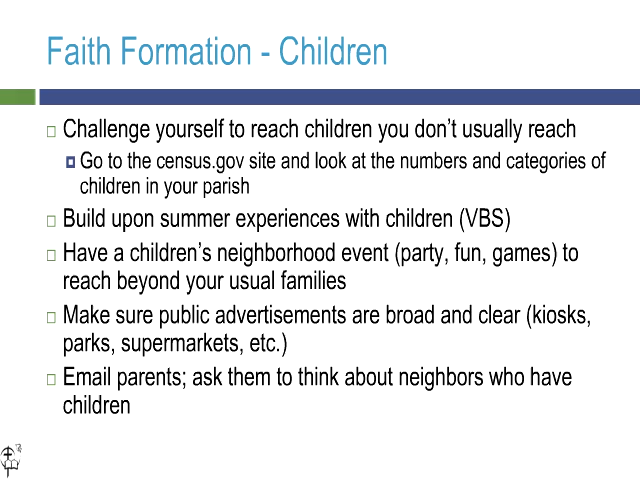 Faith Formation - Children
Challenge yourself to reach children you don't usually reach
Go to the census.gov site and look at the numbers and categories of
children in your parish
Build upon summer experiences with children (VBS)
Have a children's neighborhood event (party, fun, games) to
reach beyond your usual families
Make sure public advertisements are broad and clear (kiosks,
parks, supermarkets, etc.)
Email parents; ask them to think about neighbors who have
children